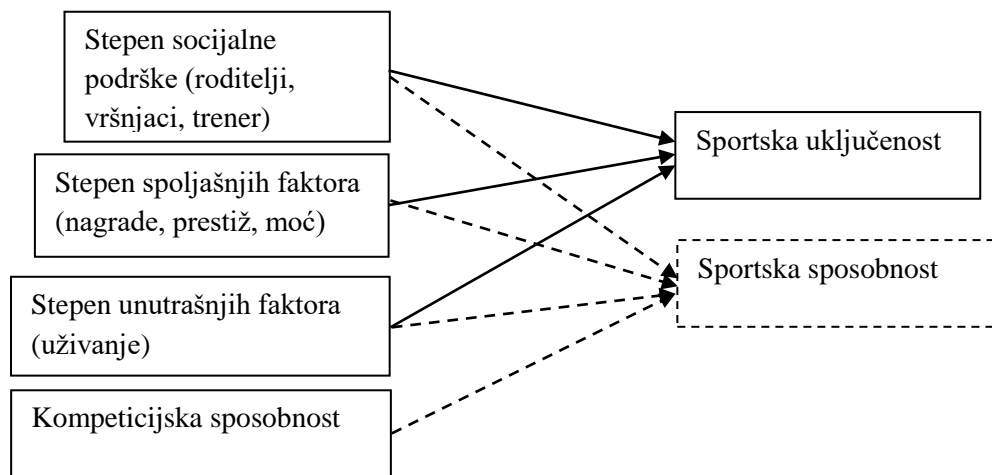 Stepen socijalne
podrške (roditelji,
vršnjaci, trener)
Stepen spoljašnjih faktora
(nagrade, prestiž, moć)
Stepen unutrašnjih faktora
(uživanje)
Kompeticijska sposobnost
Sportska uključenost
Sportska sposobnost